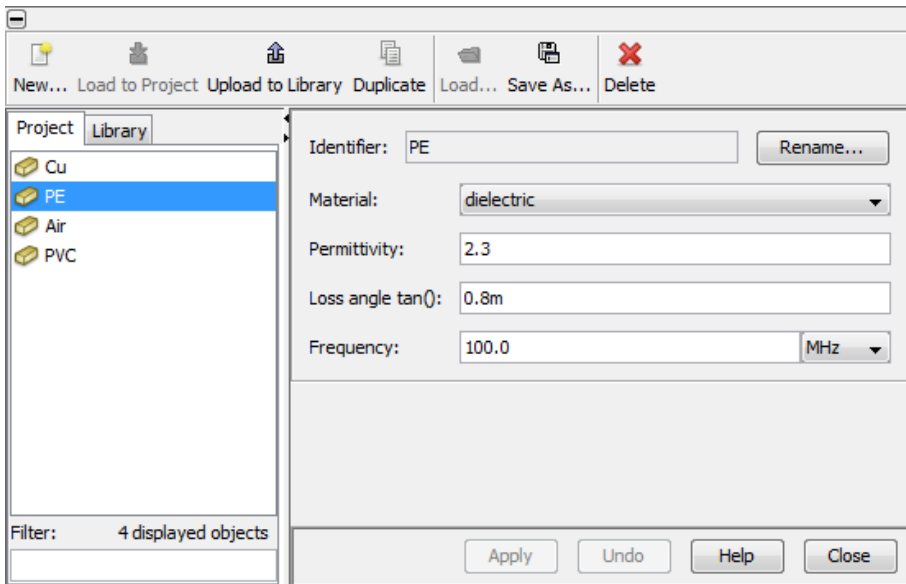 New... Load to Project Upload to Library Duplicate Load... Save As... Delete
Project Library
Cu
PE
Air
PVC
Filter: 4 displayed objects
Identifier: PE Rename...
Material: dielectric
Permittivity: 2.3
Loss angle tan(): 0.8m
Frequency: 100.0 MHz
Apply Undo Help Close